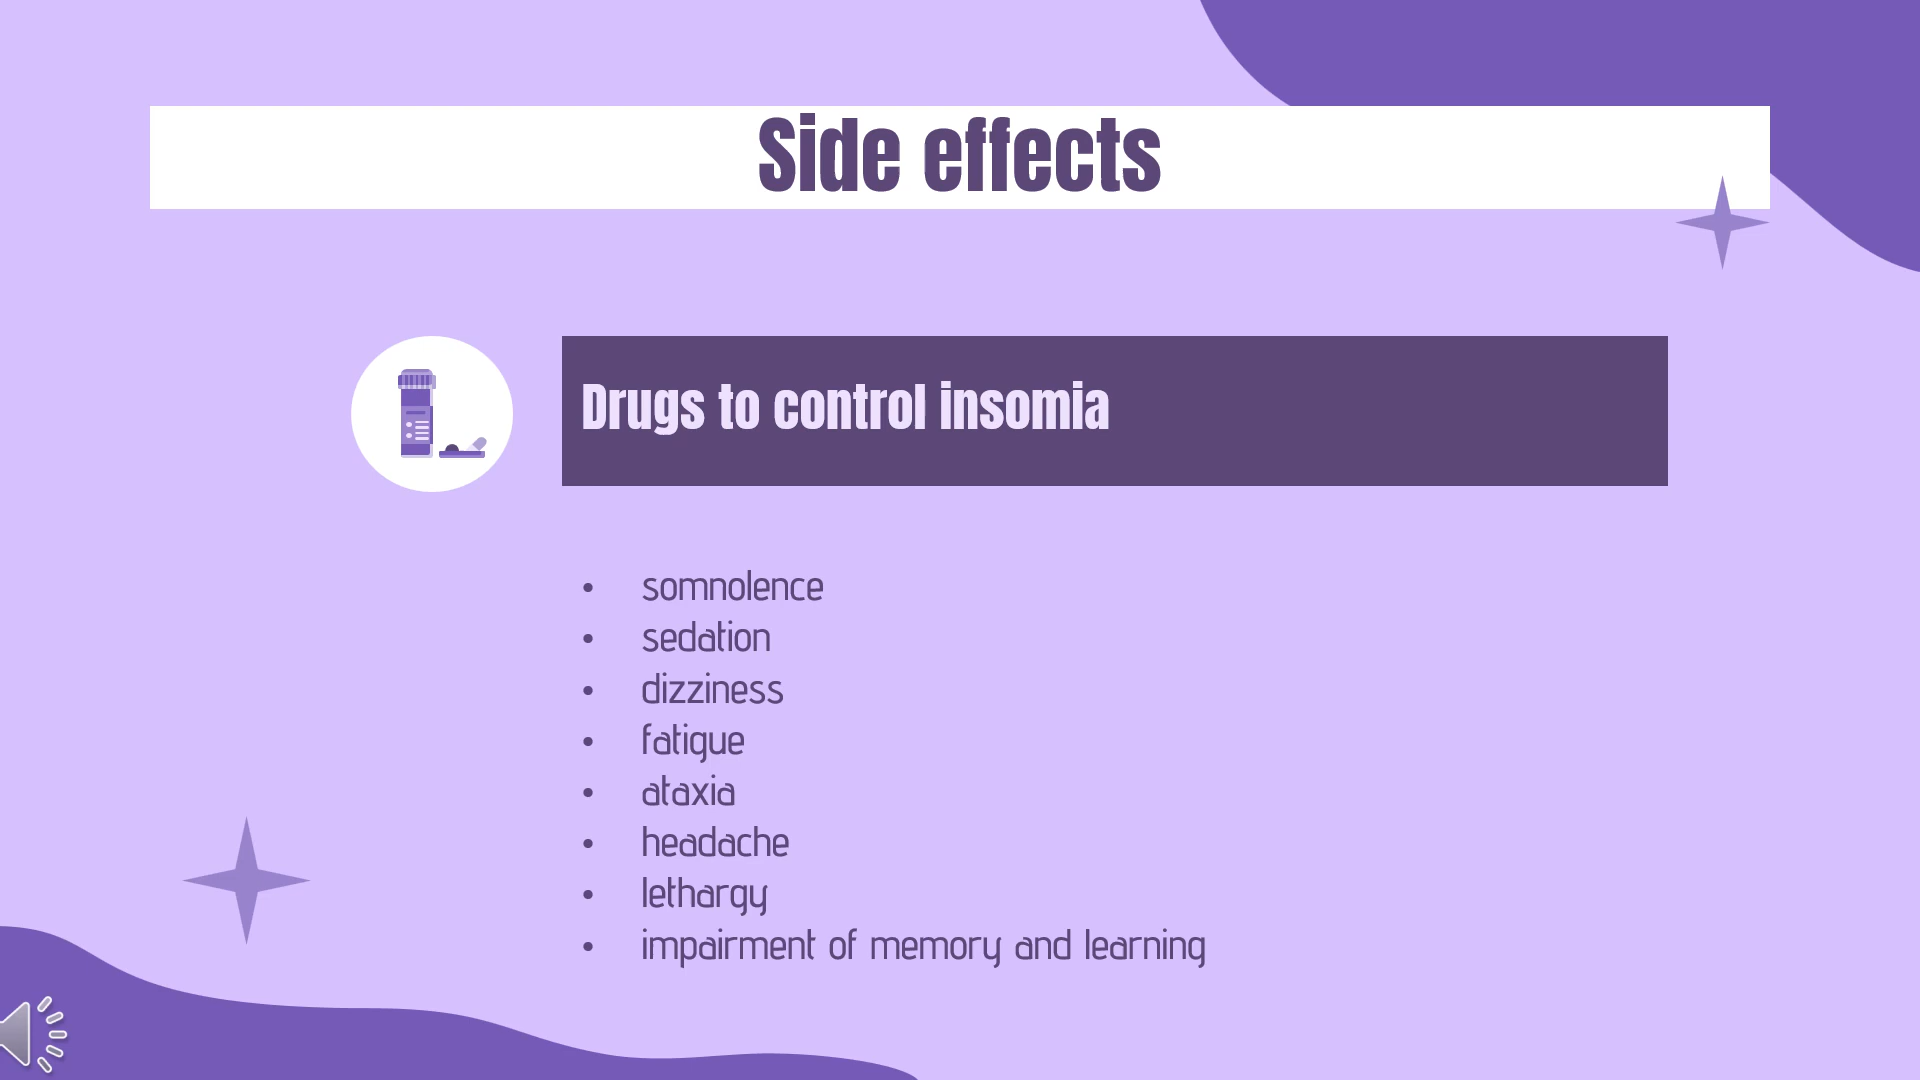 Side effects
Drugs to control insomia
• somnolence
• sedation
• dizziness
• fatigue
• ataxia
• headache
• lethargy
• impairment of memory and learning